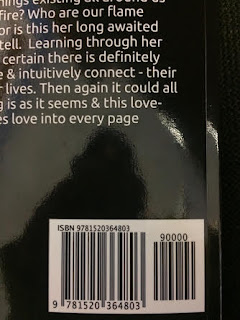 things existing all around us
fire? Who are our flame
or is this her long awaited
tell. Learning through her
certain there is definitely
e & intuitively connect - their
r lives. Then again it could all
g is as it seems & this love-
es love into every page
ISBN 9781520364803
90000
9 781520 364803